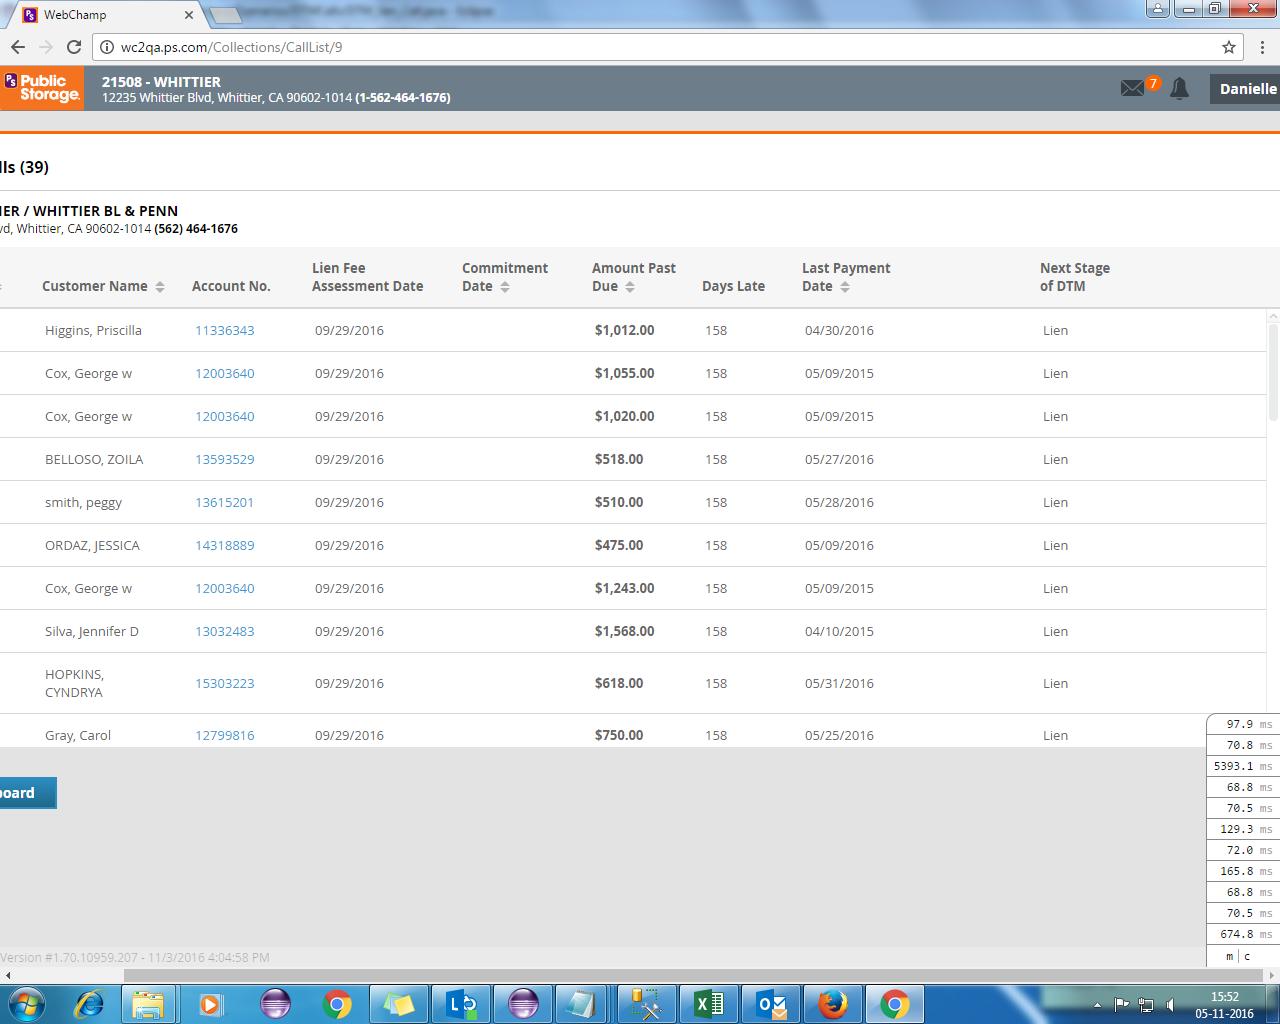 WebChamp
wc2qa.ps.com/Collections/CallList/9
PS Public Storage.
21508 - WHITTIER
12235 Whittier Blvd, Whittier, CA 90602-1014 (1-562-464-1676)
7
Danielle
lls (39)
IER / WHITTIER BL & PENN
vd, Whittier, CA 90602-1014 (562) 464-1676
Customer Name Account No. Lien Fee Assessment Date Commitment Date Amount Past Due Days Late Last Payment Date Next Stage of DTM
Higgins, Priscilla 11336343 09/29/2016 $1,012.00 158 04/30/2016 Lien
Cox, George w 12003640 09/29/2016 $1,055.00 158 05/09/2015 Lien
Cox, George w 12003640 09/29/2016 $1,020.00 158 05/09/2015 Lien
BELLOSO, ZOILA 13593529 09/29/2016 $518.00 158 05/27/2016 Lien
smith, peggy 13615201 09/29/2016 $510.00 158 05/28/2016 Lien
ORDAZ, JESSICA 14318889 09/29/2016 $475.00 158 05/09/2016 Lien
Cox, George w 12003640 09/29/2016 $1,243.00 158 05/09/2015 Lien
Silva, Jennifer D 13032483 09/29/2016 $1,568.00 158 04/10/2015 Lien
HOPKINS, CYNDRYA 15303223 09/29/2016 $618.00 158 05/31/2016 Lien
Gray, Carol 12799816 09/29/2016 $750.00 158 05/25/2016 Lien
97.9 ms
70.8 ms
5393.1 ms
68.8 ms
70.5 ms
129.3 ms
72.0 ms
165.8 ms
68.8 ms
70.5 ms
674.8 ms
m | c
oard
Version #1.70.10959.207 - 11/3/2016 4:04:58 PM
15:52
05-11-2016